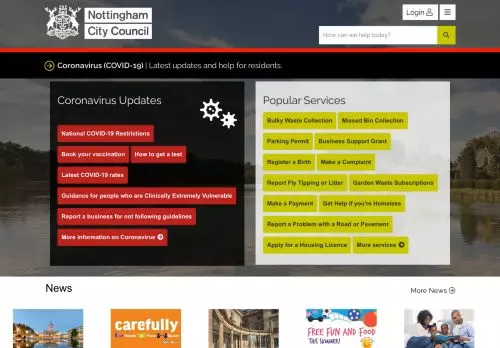 Nottingham
City Council
Login
How can we help today?
Coronavirus (COVID-19) | Latest updates and help for residents.
Coronavirus Updates
National COVID-19 Restrictions
Book your vaccination
How to get a test
Latest COVID-19 rates
Guidance for people who are Clinically Extremely Vulnerable
Report a business for not following guidelines
More information on Coronavirus
Popular Services
Bulky Waste Collection
Missed Bin Collection
Parking Permit
Business Support Grant
Register a Birth
Make a Complaint
Report Fly Tipping or Litter
Garden Waste Subscriptions
Make a Payment
Get Help if you're Homeless
Report a Problem with a Road or Pavement
Apply for a Housing Licence
More services
News
More News
carefully
FREE FUN AND FOOD
THIS SUMMER!